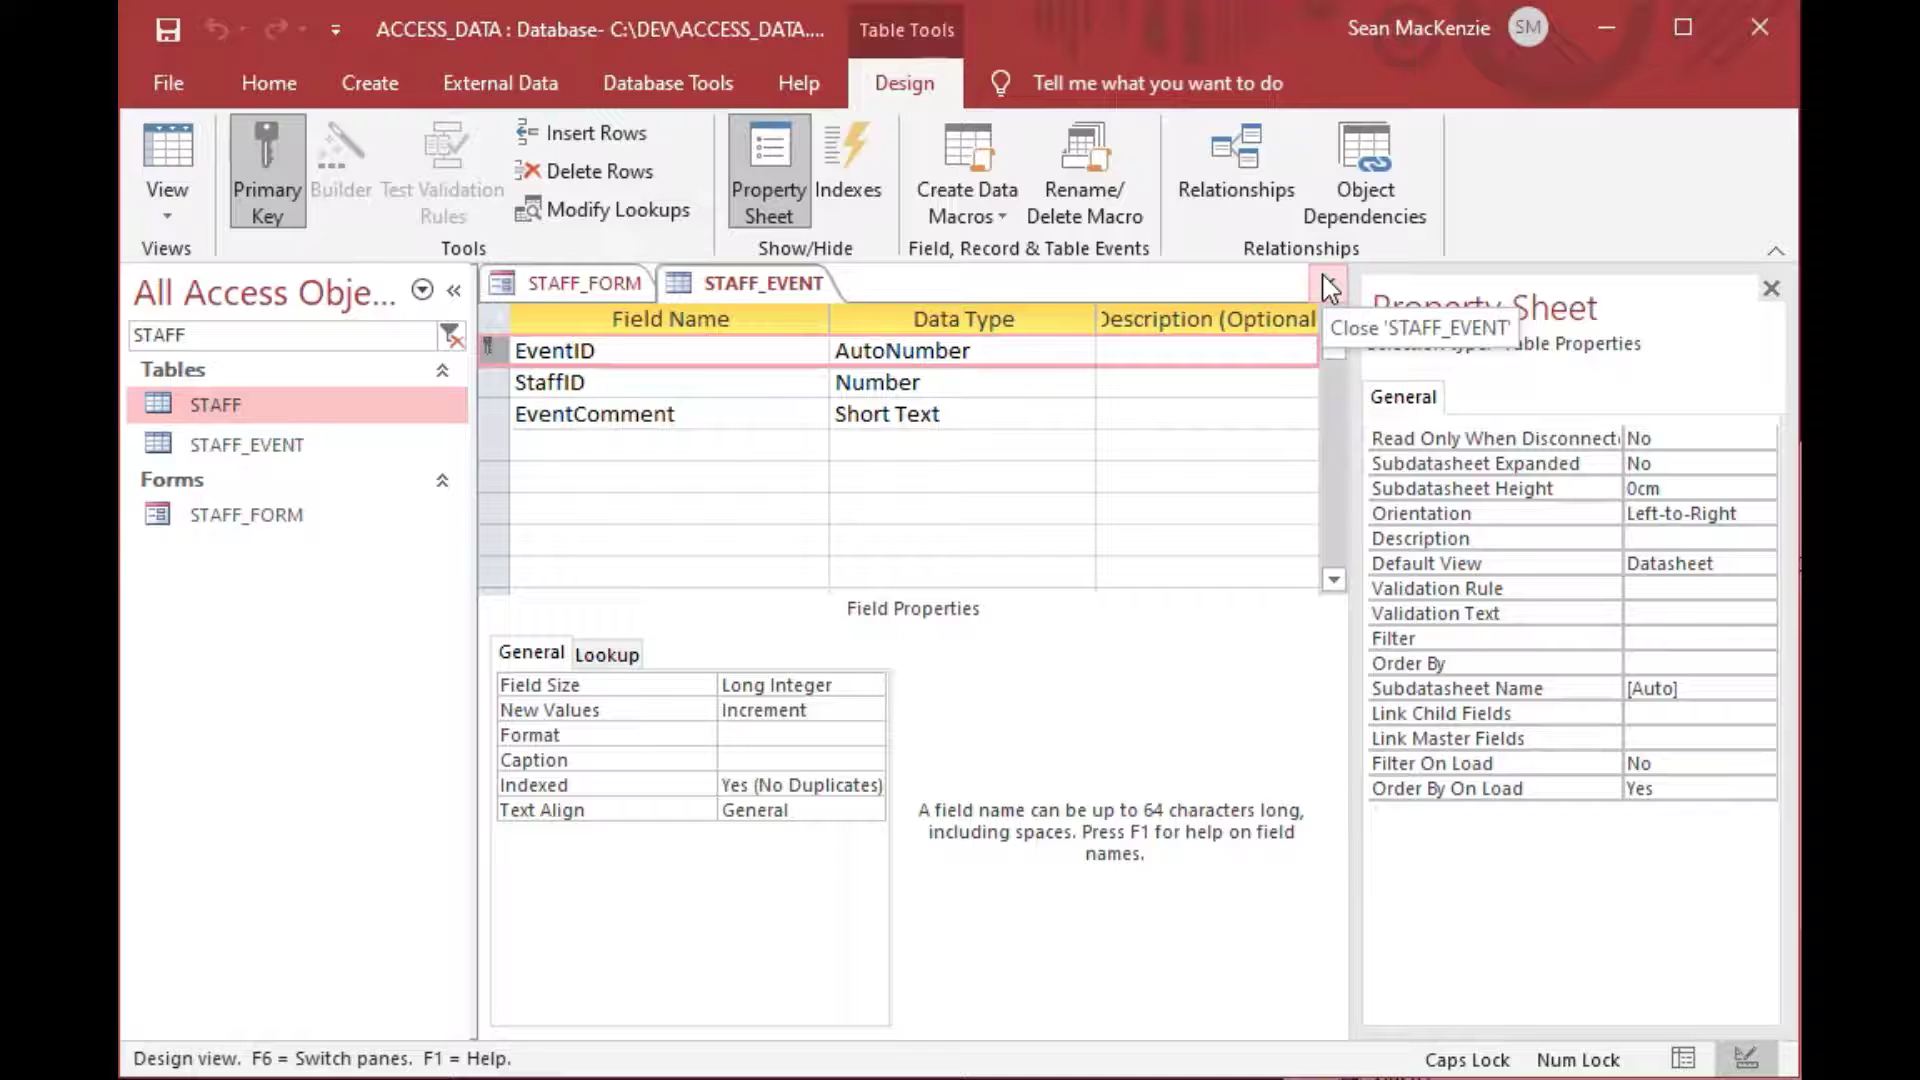 ACCESS_DATA : Database- C:\DEV\ACCESS_DATA....
Table Tools
Sean MacKenzie
SM
File
Home
Create
External Data
Database Tools
Help
Design
Tell me what you want to do
View
Primary
Key
Builder
Test Validation
Rules
Insert Rows
Delete Rows
Modify Lookups
Property
Sheet
Indexes
Create Data
Macros
Rename/
Delete Macro
Relationships
Object
Dependencies
Views
Tools
Show/Hide
Field, Record & Table Events
Relationships
All Access Obje...
STAFF
Tables
STAFF
STAFF_EVENT
Forms
STAFF_FORM
STAFF_FORM
STAFF_EVENT
Field Name
Data Type
Description (Optional
EventID
AutoNumber
StaffID
Number
EventComment
Short Text
Field Properties
General
Lookup
Field Size
Long Integer
New Values
Increment
Format
Caption
Indexed
Yes (No Duplicates)
Text Align
General
A field name can be up to 64 characters long,
including spaces. Press F1 for help on field
names.
Property Sheet
Close 'STAFF_EVENT'
Table Properties
General
Read Only When Disconnect
No
Subdatasheet Expanded
No
Subdatasheet Height
0cm
Orientation
Left-to-Right
Description
Default View
Datasheet
Validation Rule
Validation Text
Filter
Order By
Subdatasheet Name
[Auto]
Link Child Fields
Link Master Fields
Filter On Load
No
Order By On Load
Yes
Design view. F6 = Switch panes. F1 = Help.
Caps Lock
Num Lock